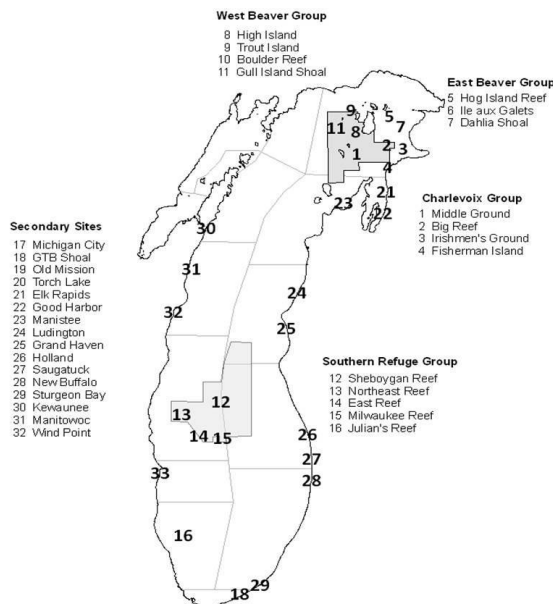 West Beaver Group
8 High Island
9 Trout Island
10 Boulder Reef
11 Gull Island Shoal
East Beaver Group
5 Hog Island Reef
6 Ile aux Galets
7 Dahlia Shoal
9
5
11
8
7
1
2
3
4
21
23
22
Charlevoix Group
1 Middle Ground
2 Big Reef
3 Irishmen's Ground
4 Fisherman Island
Secondary Sites
17 Michigan City
18 GTB Shoal
19 Old Mission
20 Torch Lake
21 Elk Rapids
22 Good Harbor
23 Manistee
24 Ludington
25 Grand Haven
26 Holland
27 Saugatuck
28 New Buffalo
29 Sturgeon Bay
30 Kewaunee
31 Manitowoc
32 Wind Point
30
31
24
32
25
Southern Refuge Group
12 Sheboygan Reef
13 Northeast Reef
14 East Reef
15 Milwaukee Reef
16 Julian's Reef
12
13
14 15
26
27
33
28
16
29
18